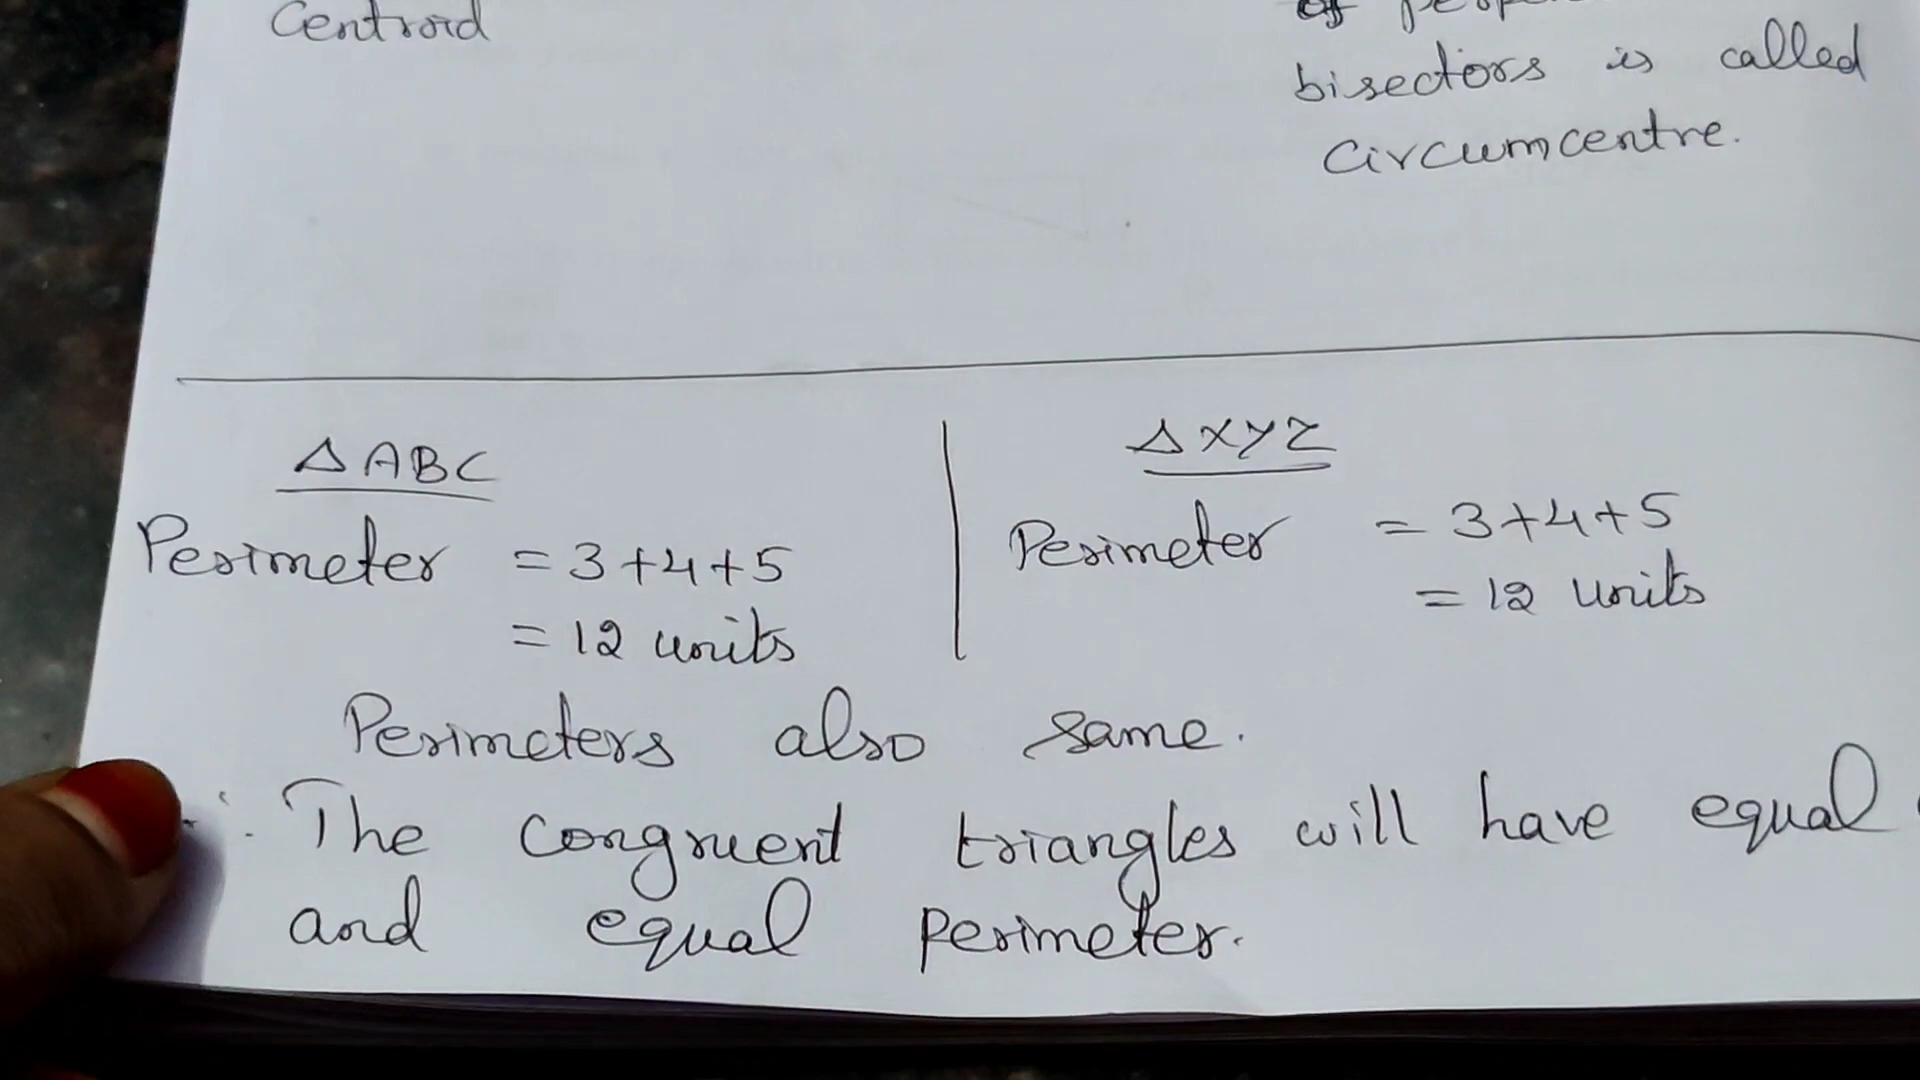 Centroid
bisectors is called
circumcentre.
△ABC
Perimeter = 3+4+5
= 12 units
△XYZ
Perimeter = 3+4+5
= 12 units
Perimeters also same.
∴ The congruent triangles will have equal
and equal perimeter.